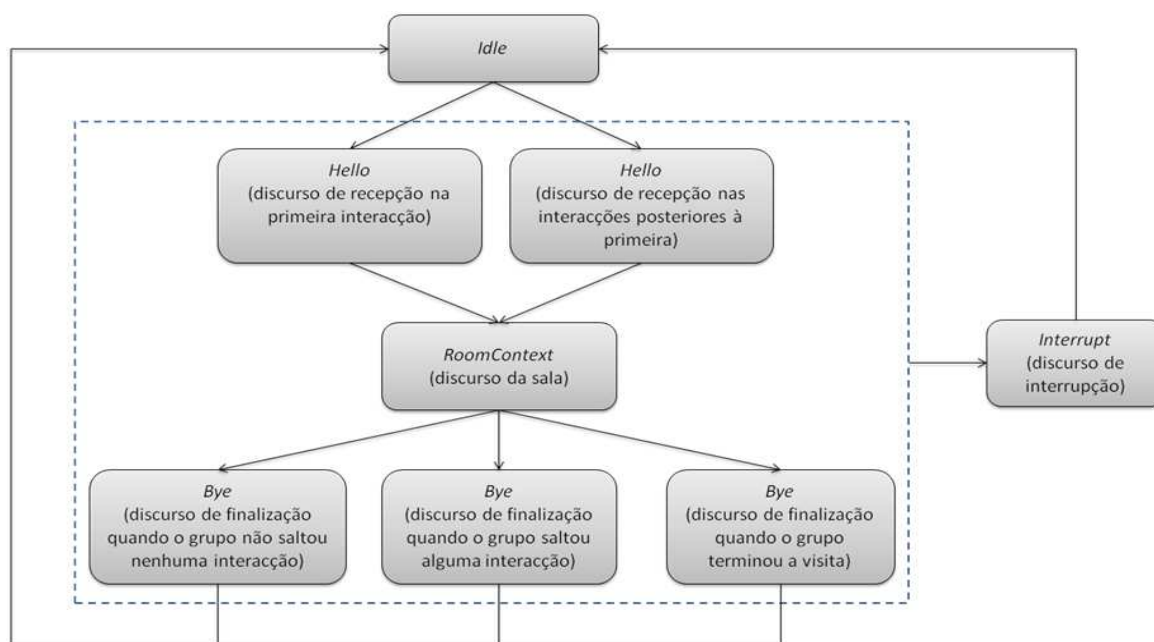 Idle
Hello
(discurso de recepção na
primeira interacção)
Hello
(discurso de recepção nas
interacções posteriores à
primeira)
RoomContext
(discurso da sala)
Interrupt
(discurso de
interrupção)
Bye
(discurso de finalização
quando o grupo não saltou
nenhuma interacção)
Bye
(discurso de finalização
quando o grupo saltou
alguma interacção)
Bye
(discurso de finalização
quando o grupo
terminou a visita)